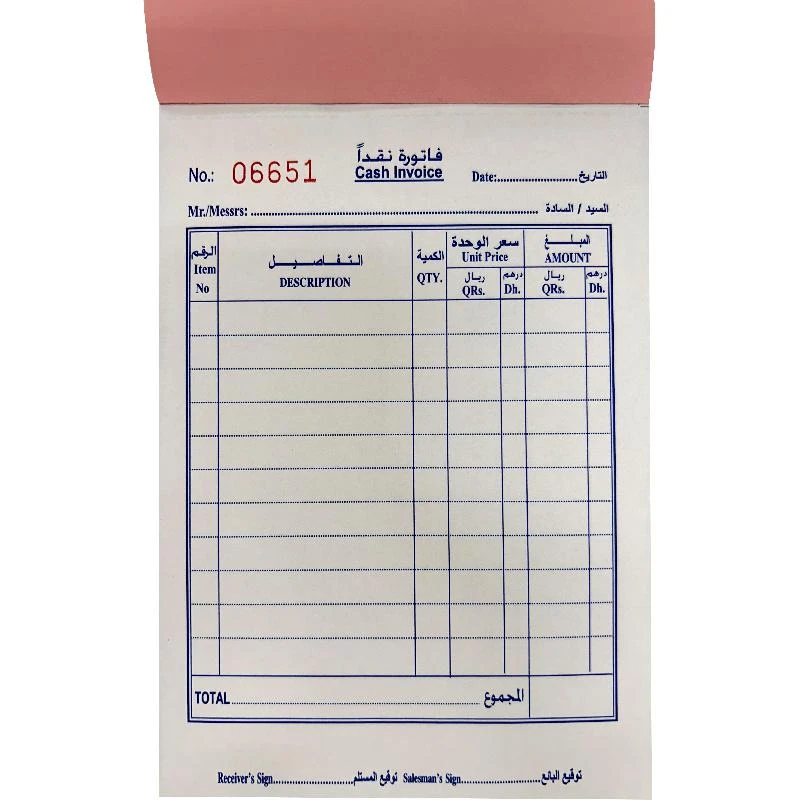 فاتورة نقداً
No.: 06651 Cash Invoice Date:..........................التاريخ
Mr./Messrs: ................................................................................ السيد / السادة
الرقم Item No
التفاصيل DESCRIPTION
الكمية QTY.
سعر الوحدة Unit Price
المبلغ AMOUNT
ريال QRs.
درهم Dh.
ريال QRs.
درهم Dh.
TOTAL............................................................المجموع
Receiver's Sign......................توقيع المستلم Salesman's Sign......................توقيع البائع